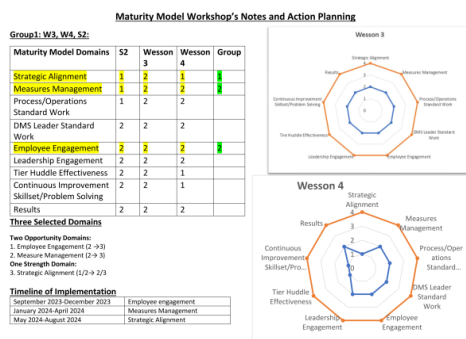 Maturity Model Workshop's Notes and Action Planning
Group1: W3, W4, S2:
Maturity Model Domains S2 Wesson 3 Wesson 4 Group
Strategic Alignment 1 2 1 1
Measures Management 1 2 2 2
Process/Operations Standard Work 1 2 2
DMS Leader Standard Work 2 2 2
Employee Engagement 2 2 2 2
Leadership Engagement 2 2 2
Tier Huddle Effectiveness 2 2 1
Continuous Improvement Skillset/Problem Solving 2 2 1
Results 2 2 2
Three Selected Domains
Two Opportunity Domains:
1. Employee Engagement (2 →3)
2. Measure Management (2→ 3)
One Strength Domain:
3. Strategic Alignment (1/2→ 2/3
Timeline of Implementation
September 2023-December 2023 Employee engagement
January 2024-April 2024 Measures Management
May 2024-August 2024 Strategic Alignment
Wesson 3
Strategic Alignment
Results
Measures Management
Continuous Improvement Skillset/Problem Solving
Process/Operations Standard Work
Tier Huddle Effectiveness
DMS Leader Standard Work
Leadership Engagement
Employee Engagement
Wesson 4
Strategic
Alignment
4
3
2
1
0
Results
Measures
Management
Continuous
Improvement
Skillset/Pro...
Process/Oper
ations
Standard...
Tier Huddle
Effectiveness
DMS Leader
Standard
Work
Leadership
Engagement
Employee
Engagement